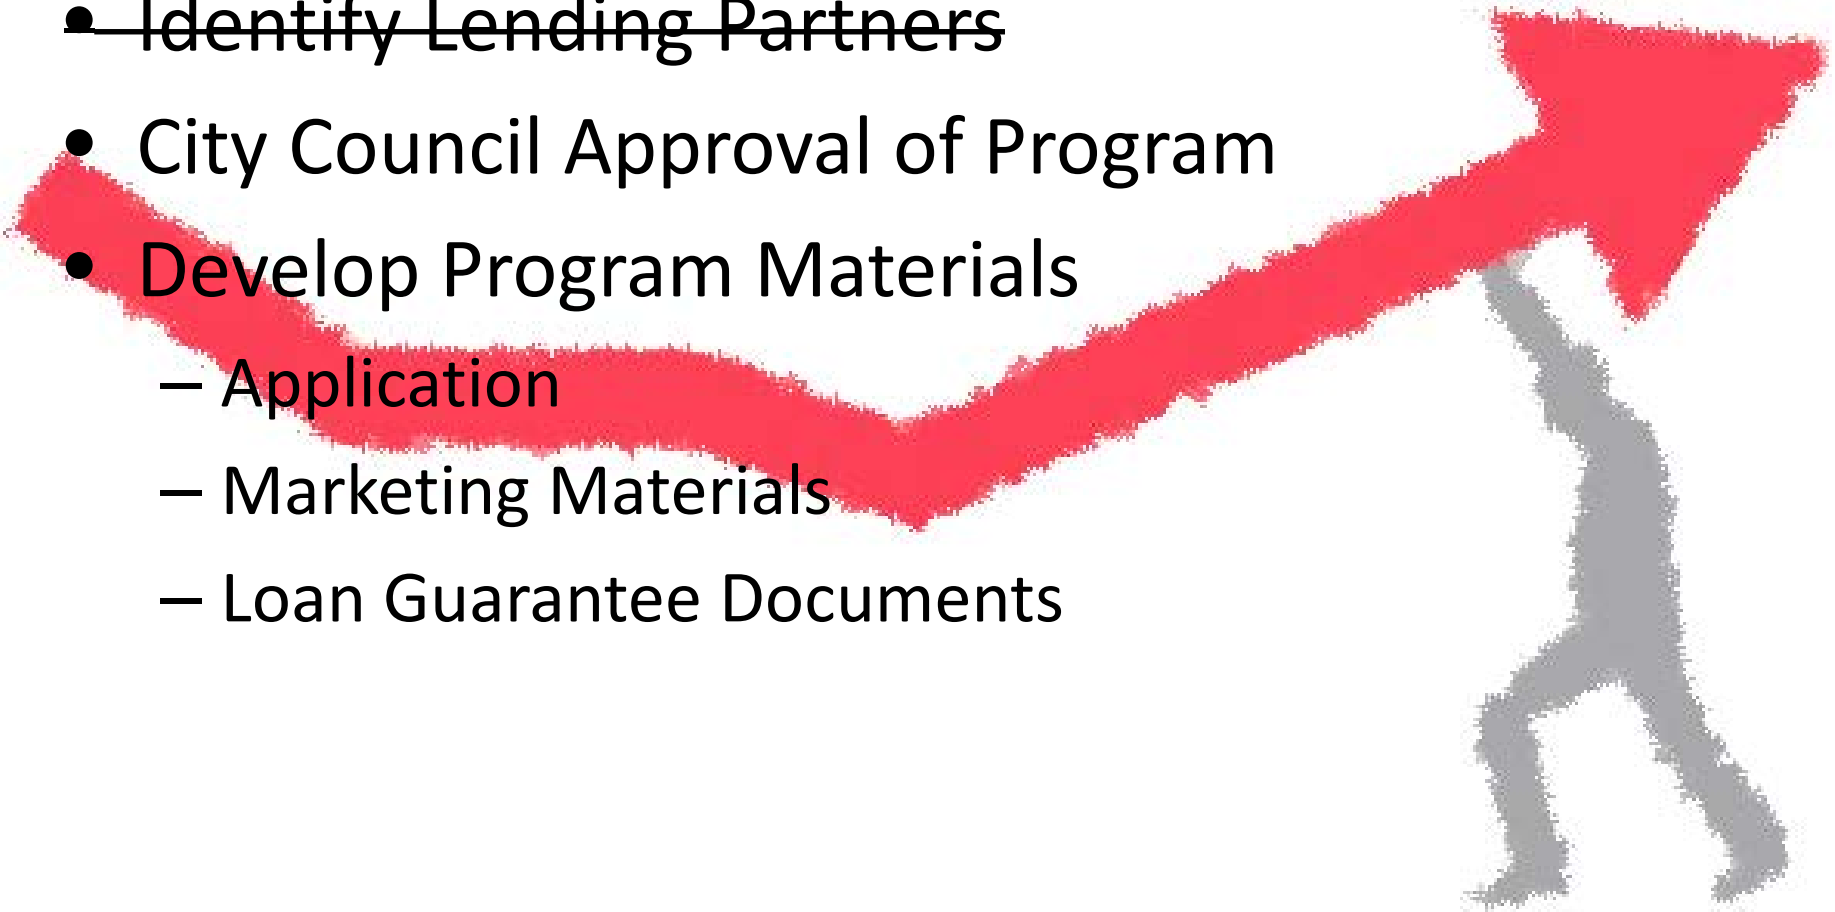 • Identify Lending Partners
• City Council Approval of Program
• Develop Program Materials
– Application
– Marketing Materials
– Loan Guarantee Documents